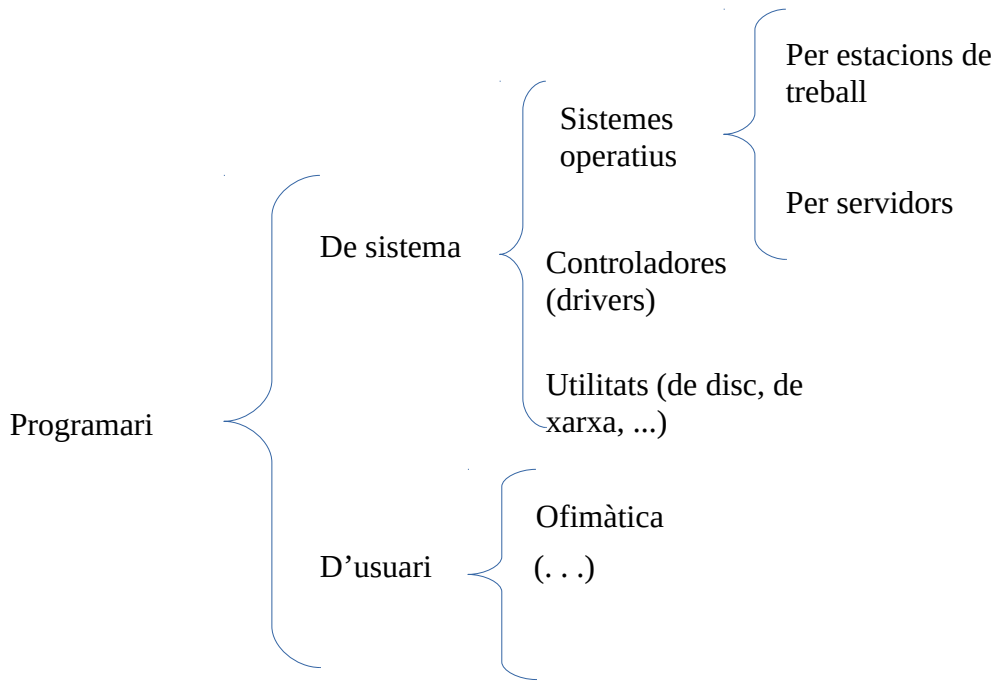 Per estacions de
treball
Sistemes
operatius
Per servidors
De sistema
Controladores
(drivers)
Utilitats (de disc, de
xarxa, ...)
Programari
Ofimàtica
D’usuari
(. . .)